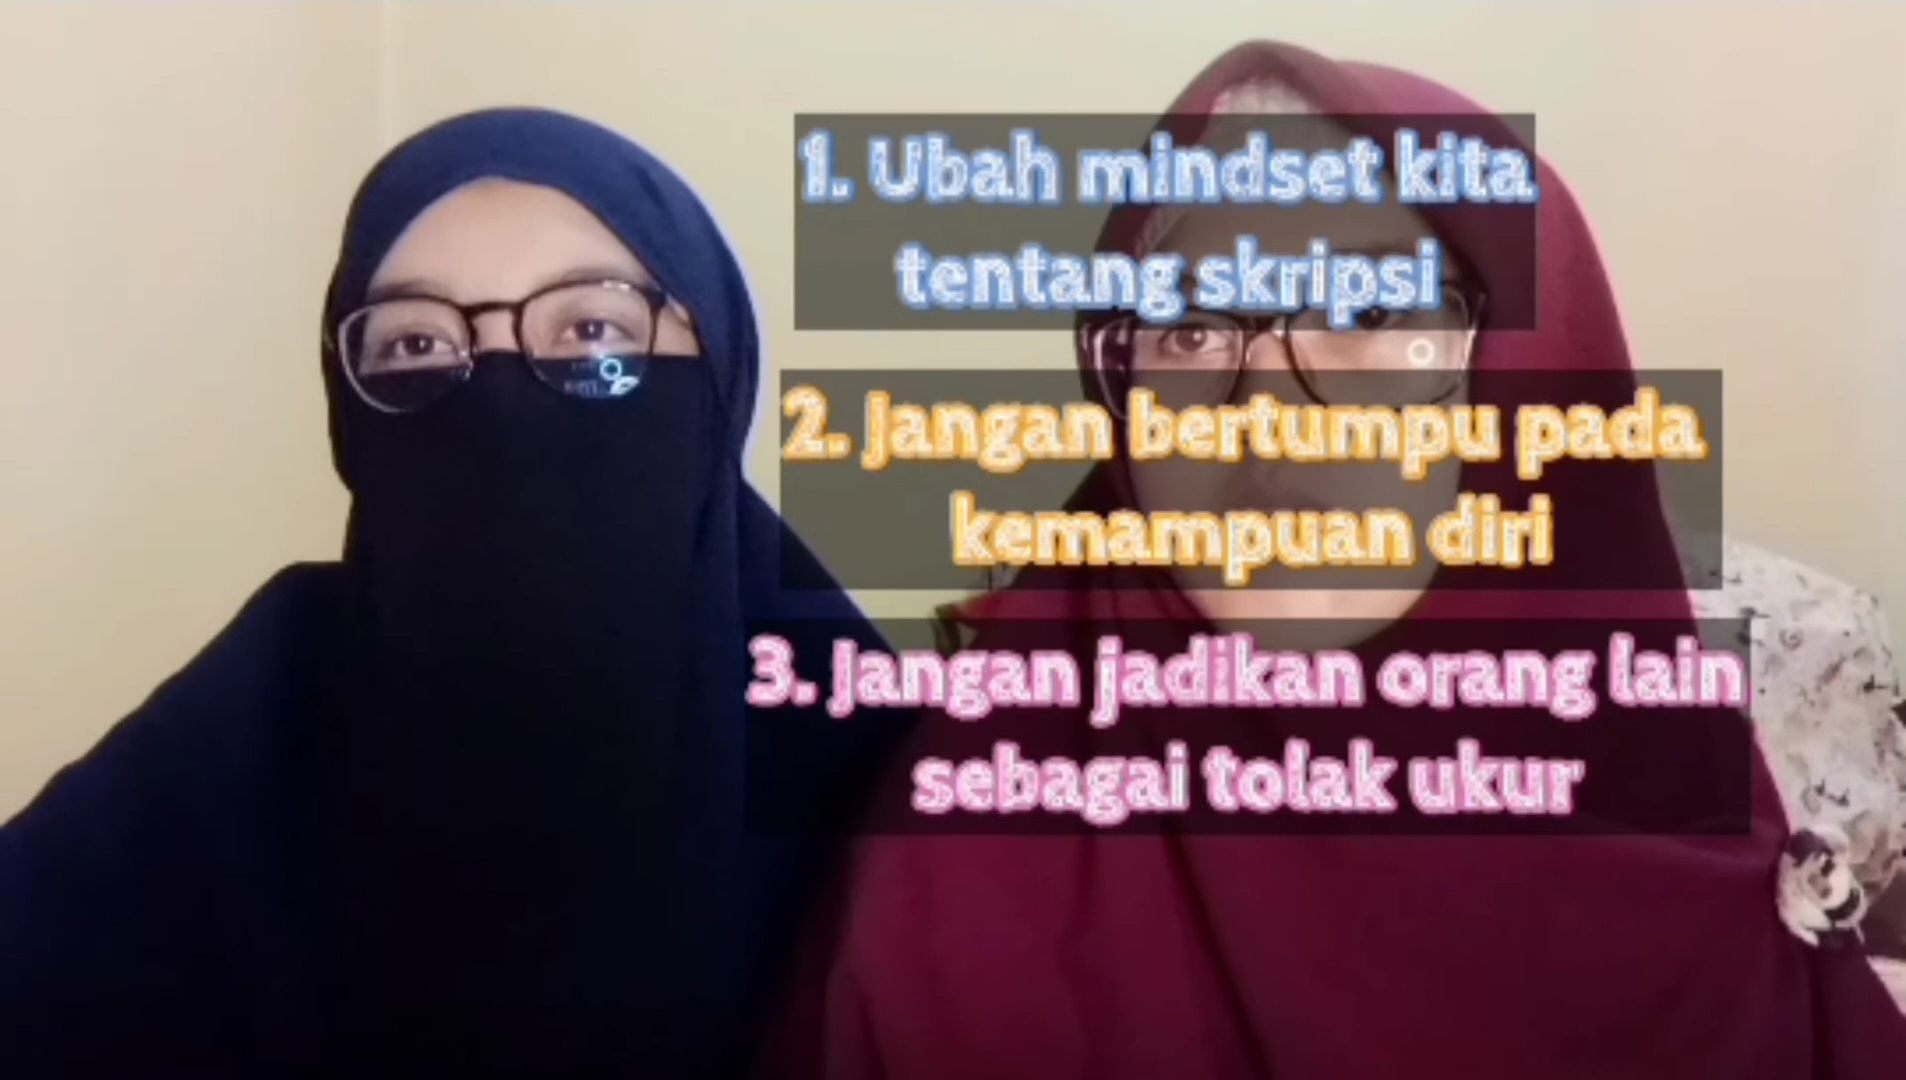 1. Ubah mindset kita
tentang skripsi
2. Jangan bertumpu pada
kemampuan diri
3. Jangan jadikan orang lain
sebagai tolak ukur